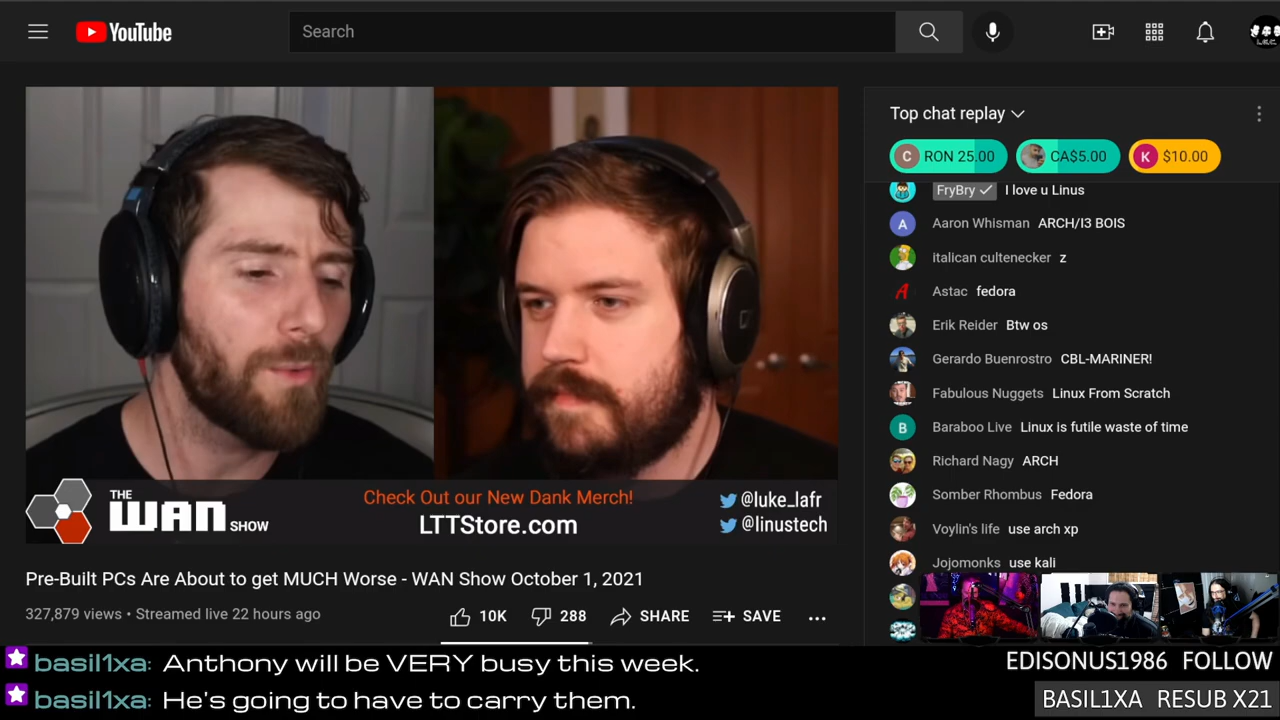 YouTube
Search
Top chat replay
C RON 25.00 CA$5.00 K $10.00
FryBry I love u Linus
A Aaron Whisman ARCH/I3 BOIS
italican cultenecker z
Astac fedora
Erik Reider Btw os
Gerardo Buenrostro CBL-MARINER!
Fabulous Nuggets Linux From Scratch
B Baraboo Live Linux is futile waste of time
Richard Nagy ARCH
Somber Rhombus Fedora
Voylin's life use arch xp
Jojomonks use kali
THE WAN SHOW
Check Out our New Dank Merch!
LTTStore.com
@luke_lafr
@linustech
Pre-Built PCs Are About to get MUCH Worse - WAN Show October 1, 2021
327,879 views • Streamed live 22 hours ago
10K 288 SHARE SAVE
basil1xa: Anthony will be VERY busy this week.
basil1xa: He's going to have to carry them.
EDISONUS1986 FOLLOW
BASIL1XA RESUB X21